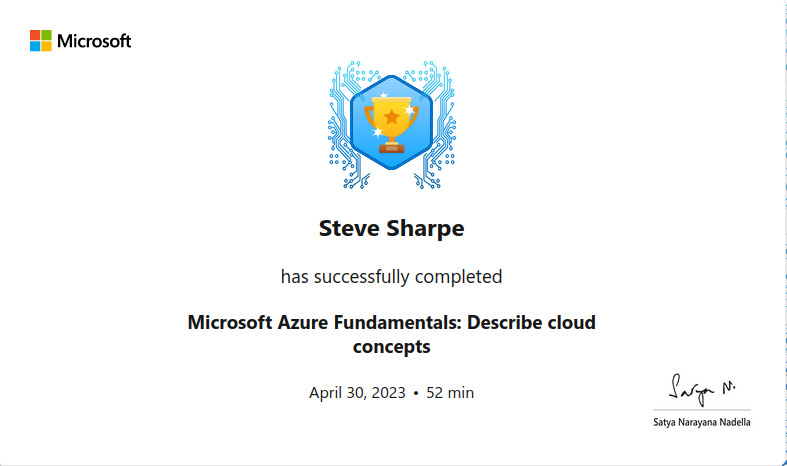 Microsoft
Steve Sharpe
has successfully completed
Microsoft Azure Fundamentals: Describe cloud
concepts
April 30, 2023 • 52 min
Satya N.
Satya Narayana Nadella